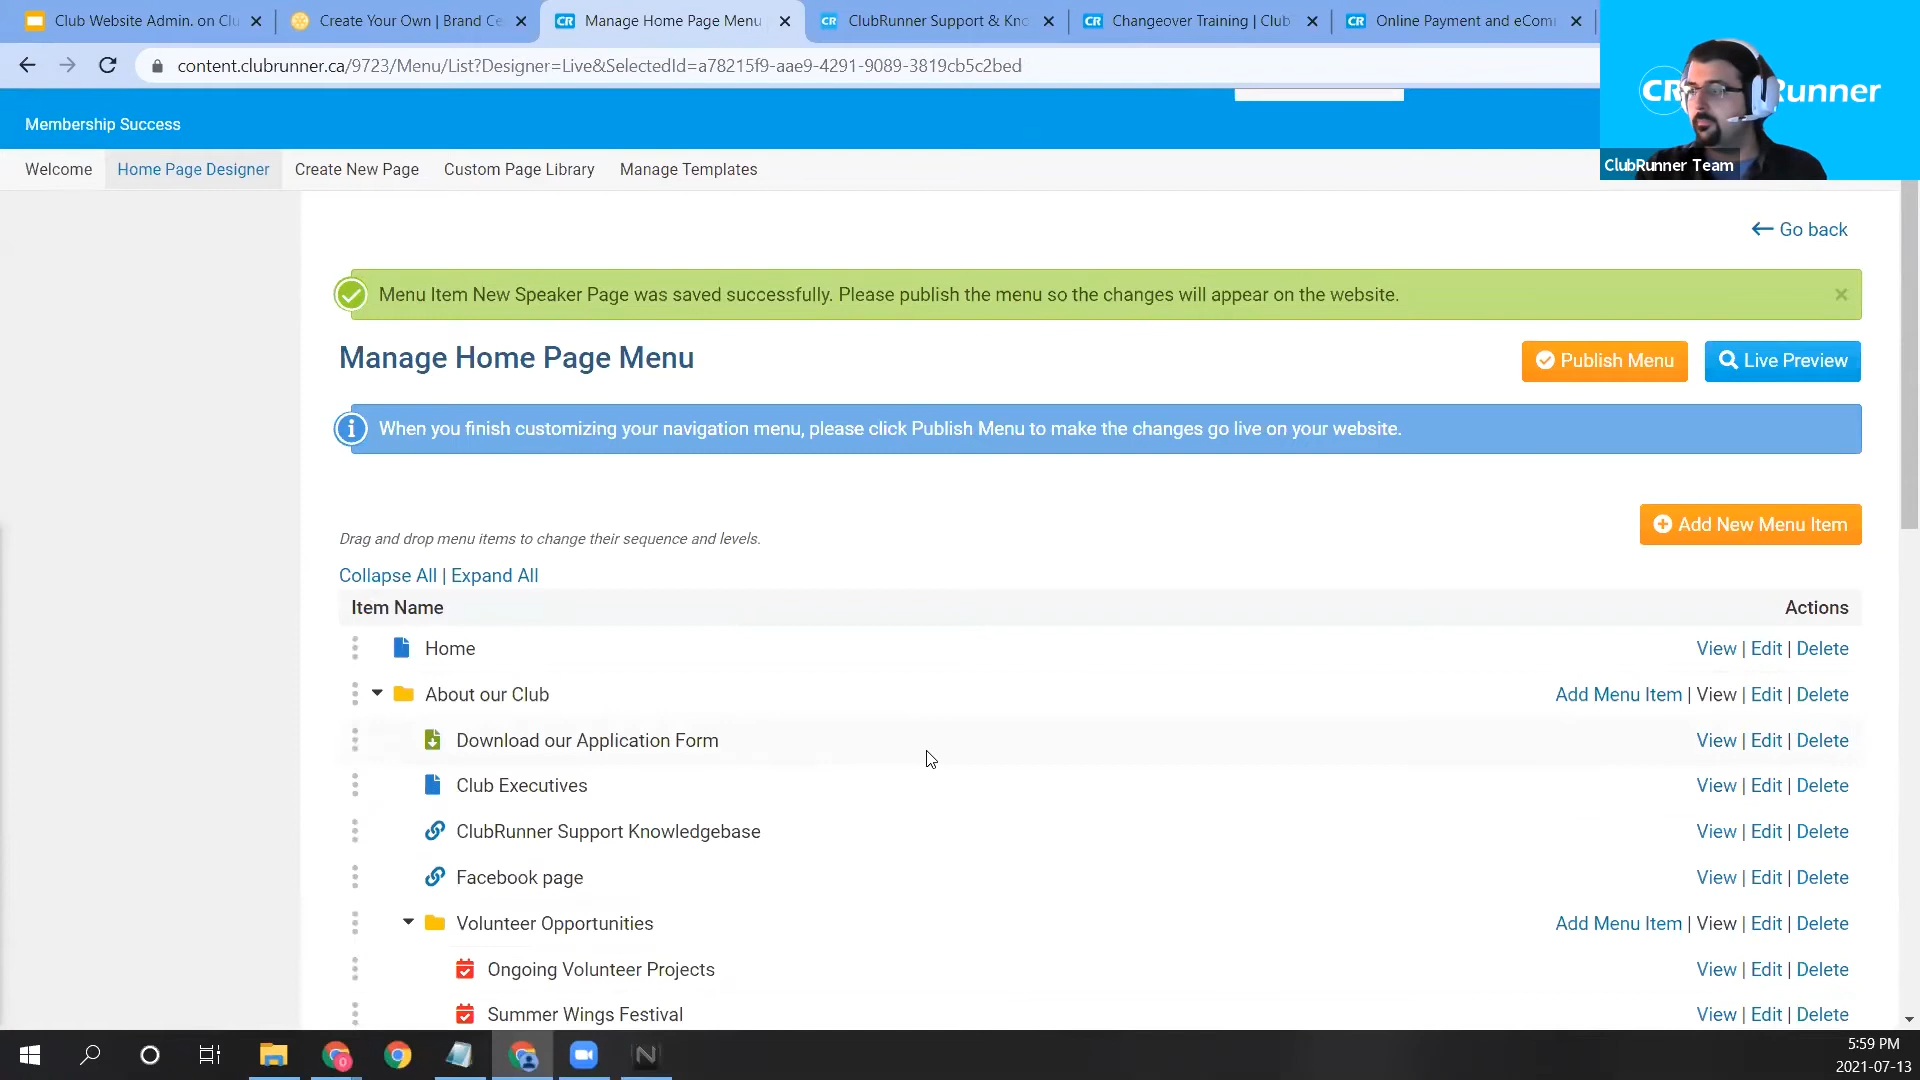 Club Website Admin. on Clu
Create Your Own | Brand Ce
CR Manage Home Page Menu
CR ClubRunner Support & Kno
CR Changeover Training | Club
CR Online Payment and eCom
content.clubrunner.ca/9723/Menu/List?Designer=Live&SelectedId=a78215f9-aae9-4291-9089-3819cb5c2bed
unner
ClubRunner Team
Membership Success
Welcome
Home Page Designer
Create New Page
Custom Page Library
Manage Templates
← Go back
Menu Item New Speaker Page was saved successfully. Please publish the menu so the changes will appear on the website.
Manage Home Page Menu
Publish Menu
Live Preview
When you finish customizing your navigation menu, please click Publish Menu to make the changes go live on your website.
Add New Menu Item
Drag and drop menu items to change their sequence and levels.
Collapse All | Expand All
Item Name
Actions
Home
View | Edit | Delete
About our Club
Add Menu Item | View | Edit | Delete
Download our Application Form
View | Edit | Delete
Club Executives
View | Edit | Delete
ClubRunner Support Knowledgebase
View | Edit | Delete
Facebook page
View | Edit | Delete
Volunteer Opportunities
Add Menu Item | View | Edit | Delete
Ongoing Volunteer Projects
View | Edit | Delete
Summer Wings Festival
View | Edit | Delete
5:59 PM
2021-07-13